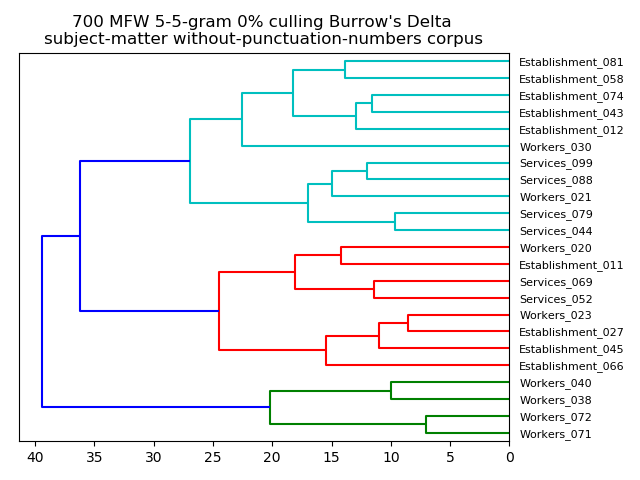 700 MFW 5-5-gram 0% culling Burrow's Delta
subject-matter without-punctuation-numbers corpus
Establishment_081
Establishment_058
Establishment_074
Establishment_043
Establishment_012
Workers_030
Services_099
Services_088
Workers_021
Services_079
Services_044
Workers_020
Establishment_011
Services_069
Services_052
Workers_023
Establishment_027
Establishment_045
Establishment_066
Workers_040
Workers_038
Workers_072
Workers_071
40 35 30 25 20 15 10 5 0